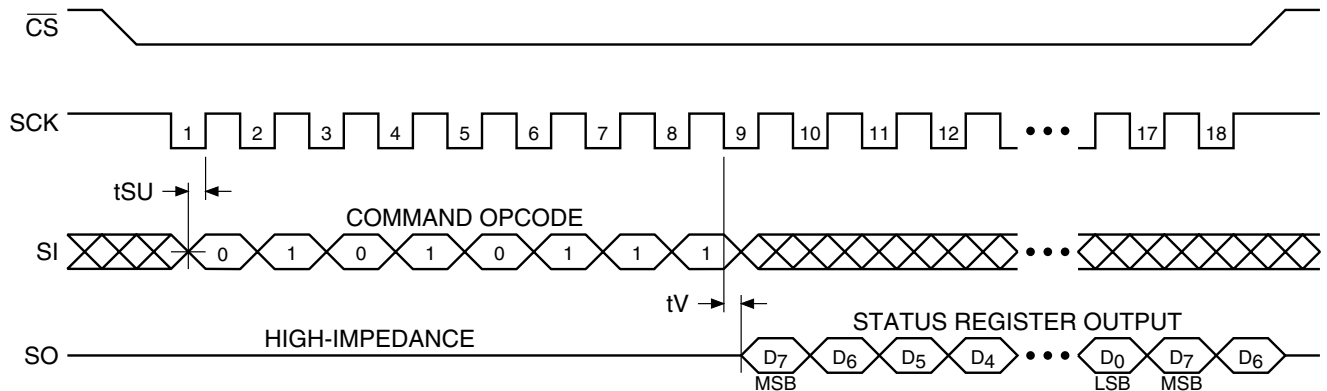 CS
SCK 1 2 3 4 5 6 7 8 9 10 11 12 17 18
tSU
COMMAND OPCODE
SI 0 1 0 1 0 1 1 1
tV
HIGH-IMPEDANCE
STATUS REGISTER OUTPUT
SO D7 D6 D5 D4 D0 D7 D6
MSB LSB MSB